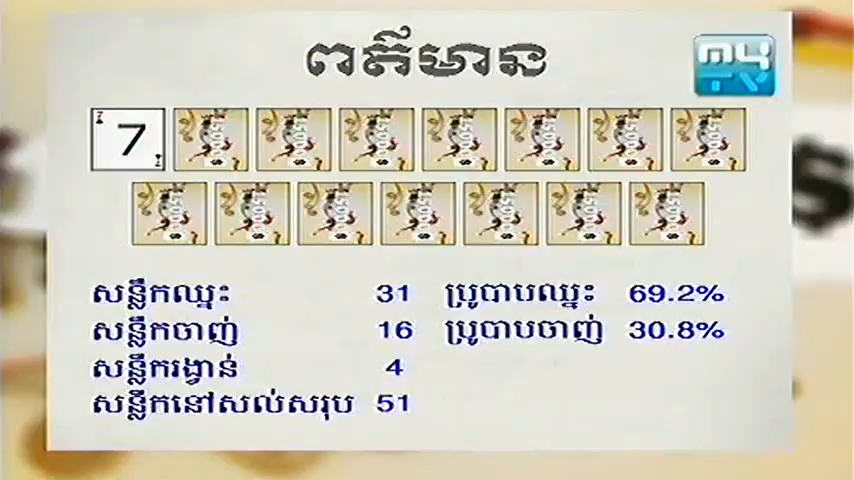 ពត៌មាន
MY
TV
7
សន្លឹកឈ្នះ 31 ប្រូបាបឈ្នះ 69.2%
សន្លឹកចាញ់ 16 ប្រូបាបចាញ់ 30.8%
សន្លឹករង្វាន់ 4
សន្លឹកនៅសល់សរុប 51